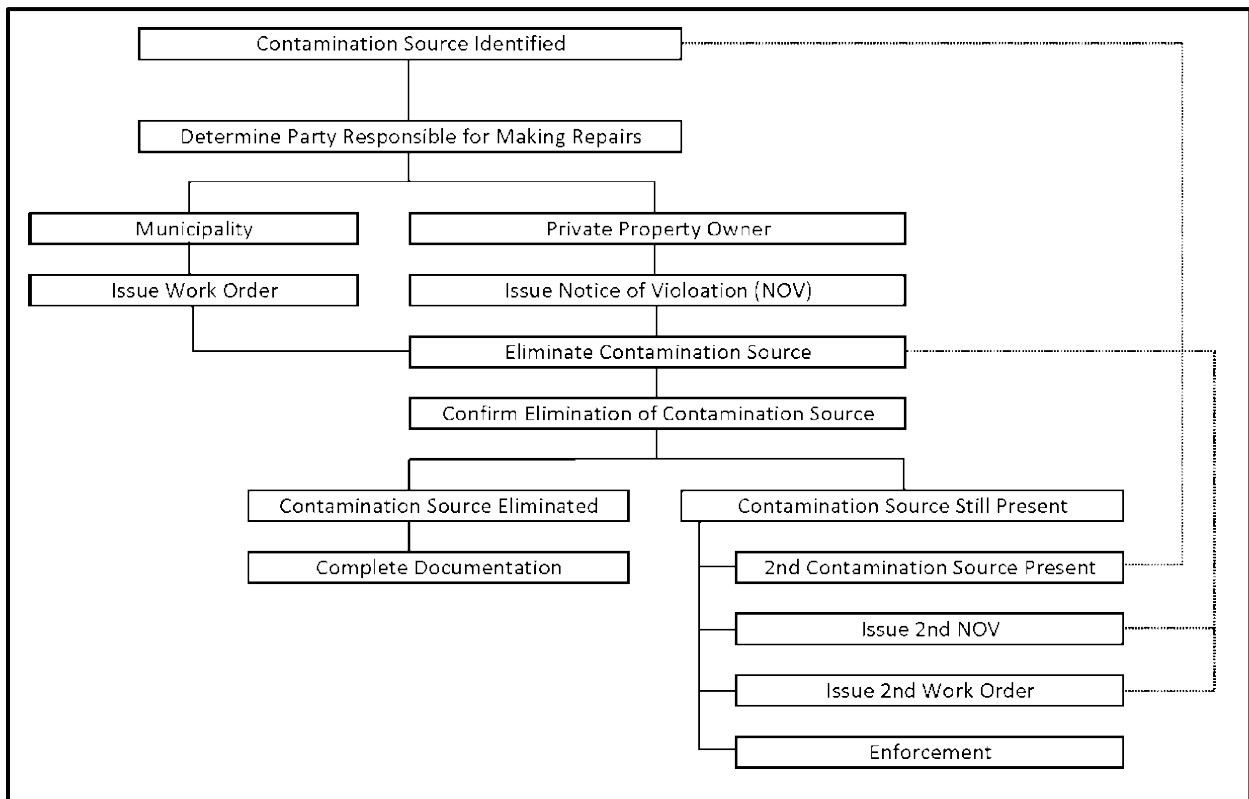 Contamination Source Identified
Determine Party Responsible for Making Repairs
Municipality
Private Property Owner
Issue Work Order
Issue Notice of Violoation (NOV)
Eliminate Contamination Source
Confirm Elimination of Contamination Source
Contamination Source Eliminated
Contamination Source Still Present
Complete Documentation
2nd Contamination Source Present
Issue 2nd NOV
Issue 2nd Work Order
Enforcement